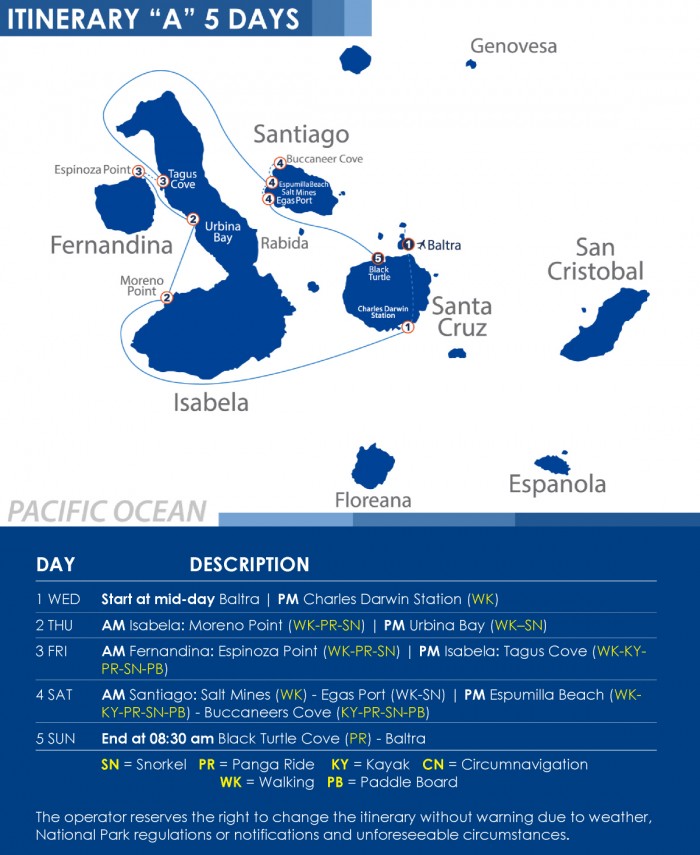 ITINERARY “A” 5 DAYS
Genovesa
Santiago
Buccaneer Cove
4
Espinoza Point
3
3
Tagus
Cove
4
Espumilla Beach
Salt Mines
4
Egas Port
2
Urbina
Bay
Fernandina
Rabida
1
Baltra
5
Black
Turtle
San
Cristobal
Moreno
Point
2
Charles Darwin
Station
1
Santa
Cruz
Isabela
Floreana
Espanola
PACIFIC OCEAN
DAY DESCRIPTION
1 WED Start at mid-day Baltra | PM Charles Darwin Station (WK)
2 THU AM Isabela: Moreno Point (WK-PR-SN) | PM Urbina Bay (WK–SN)
3 FRI AM Fernandina: Espinoza Point (WK-PR-SN) | PM Isabela: Tagus Cove (WK-KY-
PR-SN-PB)
4 SAT AM Santiago: Salt Mines (WK) - Egas Port (WK-SN) | PM Espumilla Beach (WK-
KY-PR-SN-PB) - Buccaneers Cove (KY-PR-SN-PB)
5 SUN End at 08:30 am Black Turtle Cove (PR) - Baltra
SN = Snorkel PR = Panga Ride KY = Kayak CN = Circumnavigation
WK = Walking PB = Paddle Board
The operator reserves the right to change the itinerary without warning due to weather,
National Park regulations or notifications and unforeseeable circumstances.